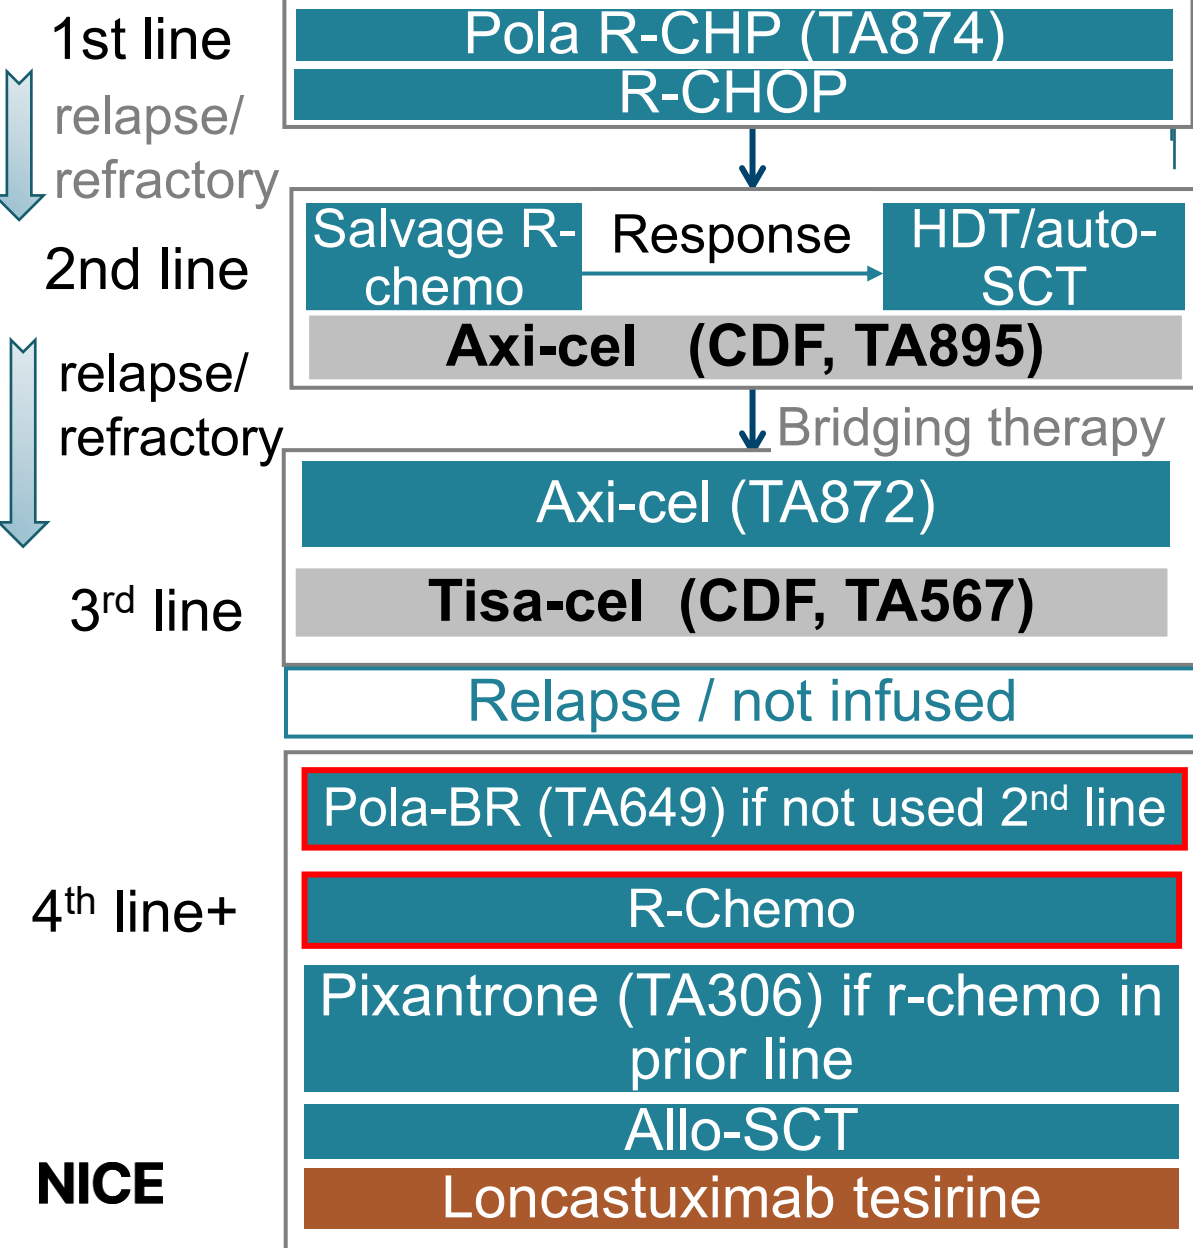 1st line
Pola R-CHP (TA874)
R-CHOP
relapse/
refractory
2nd line
Salvage R-
chemo
Response
HDT/auto-
SCT
Axi-cel (CDF, TA895)
relapse/
refractory
Bridging therapy
3rd line
Axi-cel (TA872)
Tisa-cel (CDF, TA567)
Relapse / not infused
4th line+
Pola-BR (TA649) if not used 2nd line
R-Chemo
Pixantrone (TA306) if r-chemo in
prior line
Allo-SCT
Loncastuximab tesirine
NICE